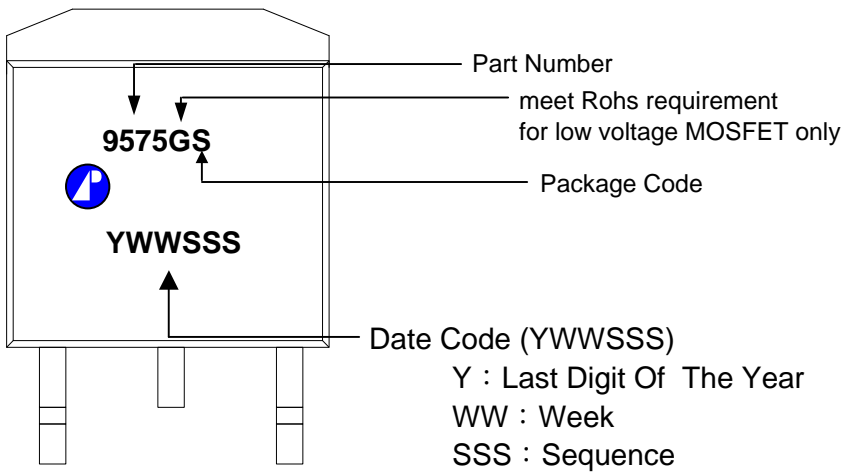 Part Number
meet Rohs requirement
for low voltage MOSFET only
9575GS
Package Code
YWWSSS
Date Code (YWWSSS)
Y：Last Digit Of The Year
WW：Week
SSS：Sequence